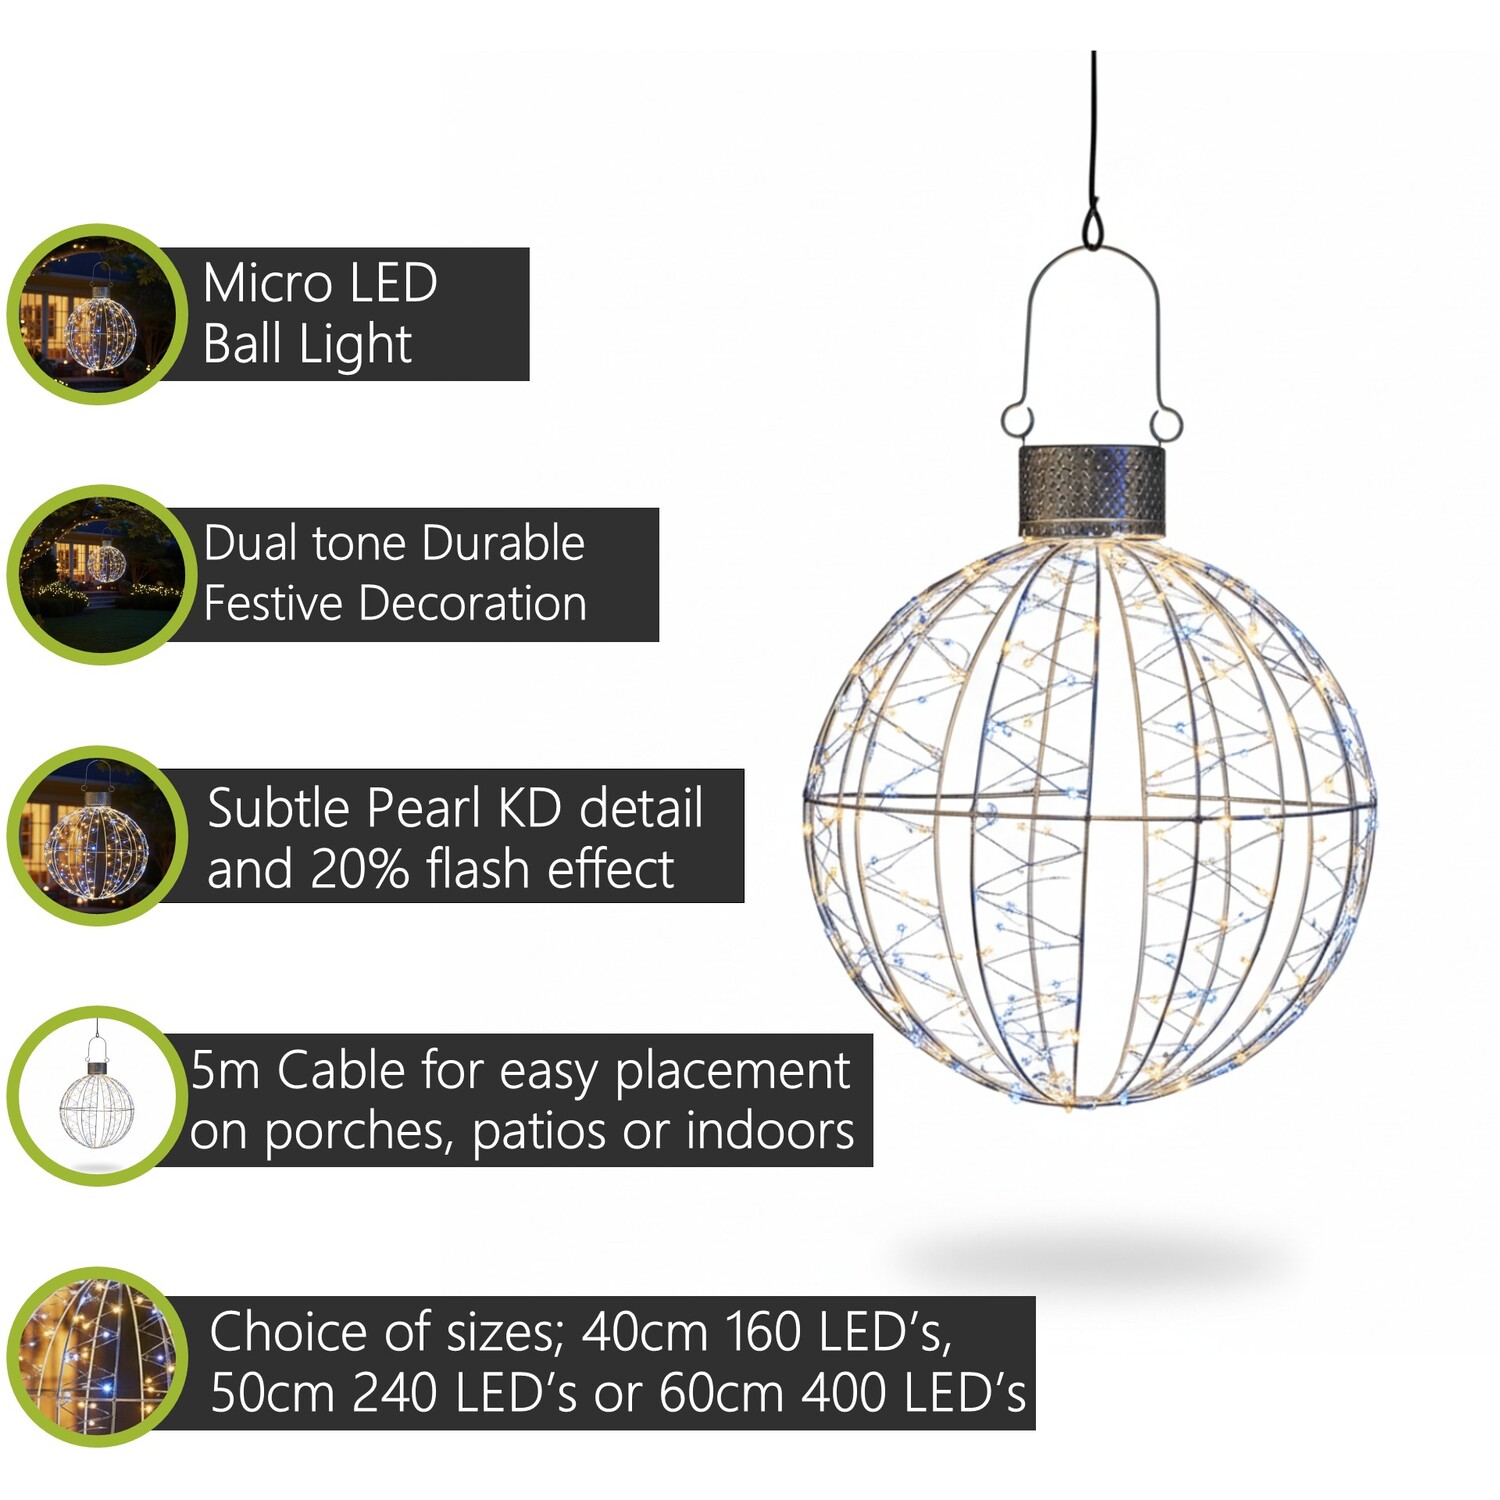 Micro LED
Ball Light
Dual tone Durable
Festive Decoration
Subtle Pearl KD detail
and 20% flash effect
5m Cable for easy placement
on porches, patios or indoors
Choice of sizes; 40cm 160 LED’s,
50cm 240 LED’s or 60cm 400 LED’s